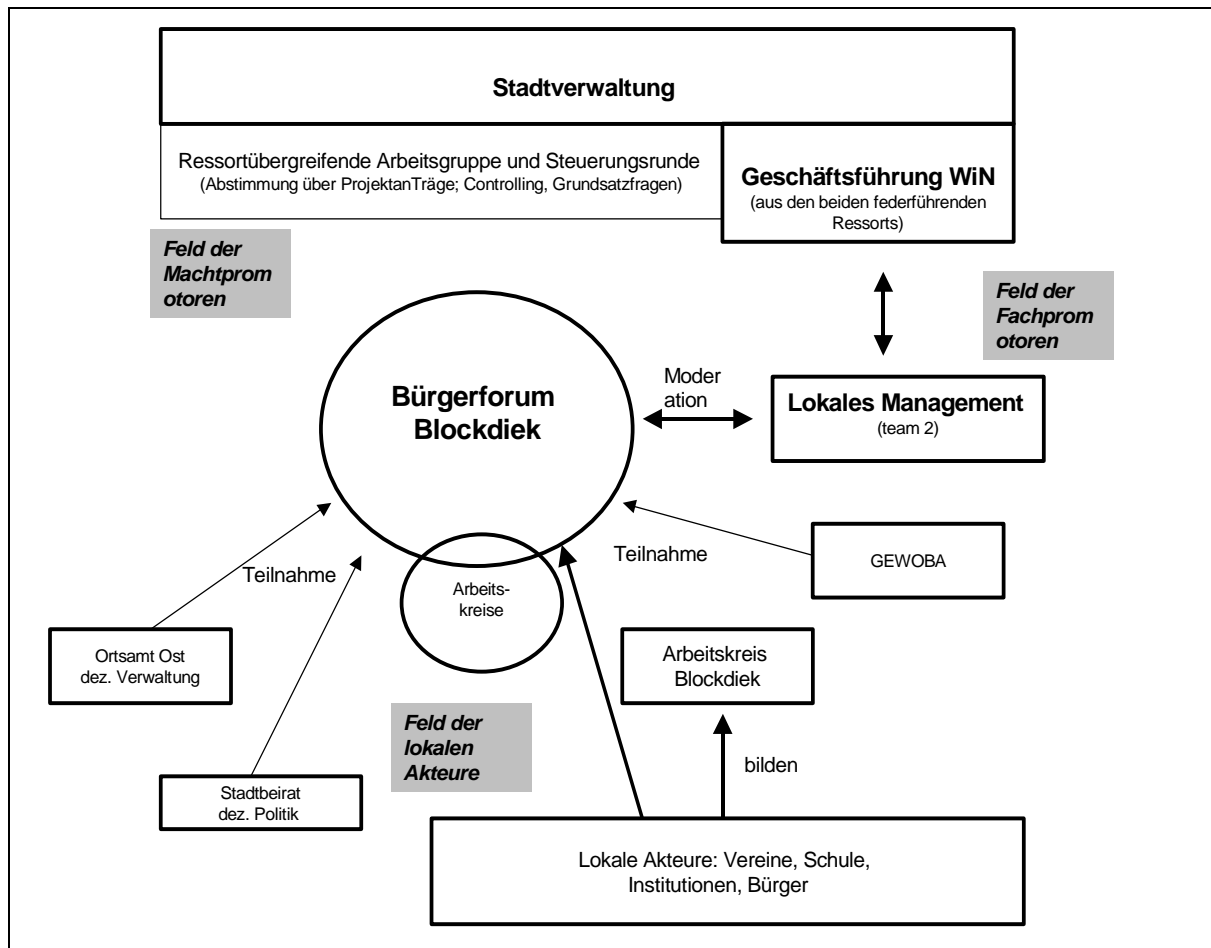 Stadtverwaltung
Ressortübergreifende Arbeitsgruppe und Steuerungsrunde
(Abstimmung über ProjektanTräge; Controlling, Grundsatzfragen)
Geschäftsführung WiN
(aus den beiden federführenden
Ressorts)
Feld der
Machtprom
otoren
Feld der
Fachprom
otoren
Bürgerforum
Blockdiek
Moder
ation
Lokales Management
(team 2)
Teilnahme
Teilnahme
GEWOBA
Arbeits-
kreise
Ortsamt Ost
dez. Verwaltung
Arbeitskreis
Blockdiek
Feld der
lokalen
Akteure
bilden
Stadtbeirat
dez. Politik
Lokale Akteure: Vereine, Schule,
Institutionen, Bürger